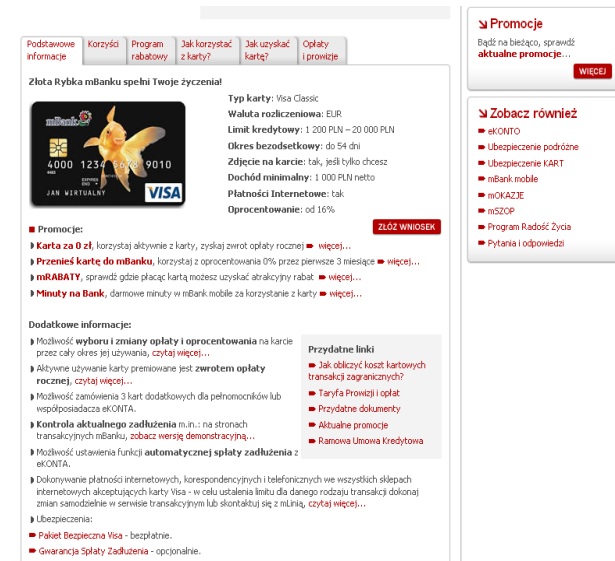 Podstawowe informacje
Korzyści
Program rabatowy
Jak korzystać z karty?
Jak uzyskać kartę?
Opłaty i prowizje
Złota Rybka mBanku spełni Twoje życzenia!
mBank
4000 1234 5678 9010
4000
EXPIRES END
JAN WIRTUALNY
VISA
Typ karty: Visa Classic
Waluta rozliczeniowa: EUR
Limit kredytowy: 1 200 PLN – 20 000 PLN
Okres bezodsetkowy: do 54 dni
Zdjęcie na karcie: tak, jeśli tylko chcesz
Dochód minimalny: 1 000 PLN netto
Płatności Internetowe: tak
Oprocentowanie: od 16%
ZŁÓŻ WNIOSEK
Promocje:
Karta za 0 zł, korzystaj aktywnie z karty, zyskaj zwrot opłaty rocznej więcej...
Przenieś kartę do mBanku, korzystaj z oprocentowania 0% przez pierwsze 3 miesiące więcej...
mRABATY, sprawdź gdzie płacąc kartą możesz uzyskać atrakcyjny rabat więcej...
Minuty na Bank, darmowe minuty w mBank mobile za korzystanie z karty więcej...
Dodatkowe informacje:
Możliwość wyboru i zmiany opłaty i oprocentowania na karcie
przez cały okres jej używania, czytaj więcej...
Aktywne używanie karty premiowane jest zwrotem opłaty
rocznej, czytaj więcej...
Możliwość zamówienia 3 kart dodatkowych dla pełnomocników lub
współposiadacza eKONTA.
Kontrola aktualnego zadłużenia m.in.: na stronach
transakcyjnych mBanku, zobacz wersję demonstracyjną...
Możliwość ustawienia funkcji automatycznej spłaty zadłużenia z
eKONTA.
Dokonywanie płatności internetowych, korespondencyjnych i telefonicznych we wszystkich sklepach
internetowych akceptujących karty Visa - w celu ustalenia limitu dla danego rodzaju transakcji dokonaj
zmian samodzielnie w serwisie transakcyjnym lub skontaktuj się z mLinią, czytaj więcej...
Ubezpieczenia:
Pakiet Bezpieczna Visa - bezpłatnie.
Gwarancja Spłaty Zadłużenia - opcjonalnie.
Przydatne linki
Jak obliczyć koszt kartowych
transakcji zagranicznych?
Taryfa Prowizji i opłat
Przydatne dokumenty
Aktualne promocje
Ramowa Umowa Kredytowa
Promocje
Bądź na bieżąco, sprawdź
aktualne promocje...
WIĘCEJ
Zobacz również
eKONTO
Ubezpieczenie podróżne
Ubezpieczenie KART
mBank mobile
mOKAZJE
mSZOP
Program Radość Życia
Pytania i odpowiedzi